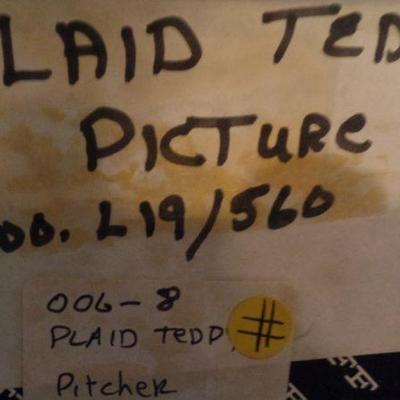 LAID TED
PICTURE
00. L19/560
006-8
PLAID TEDD
#
Pitcher